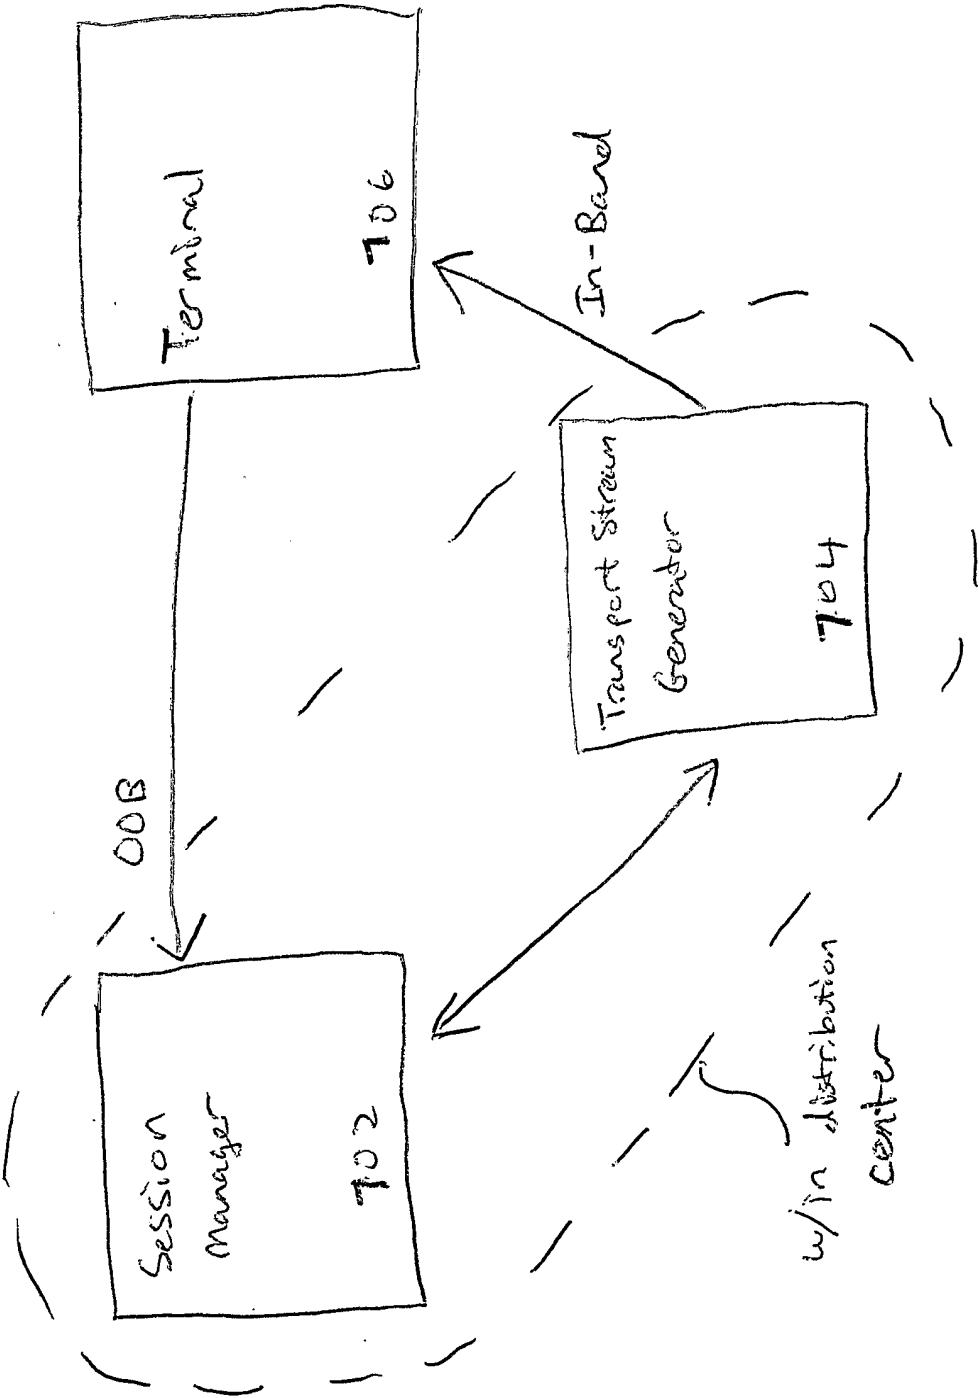 Session
Manager
702
OOB
Terminal
706
Transport Stream
Generator
704
In-Band
w/in distribution
center